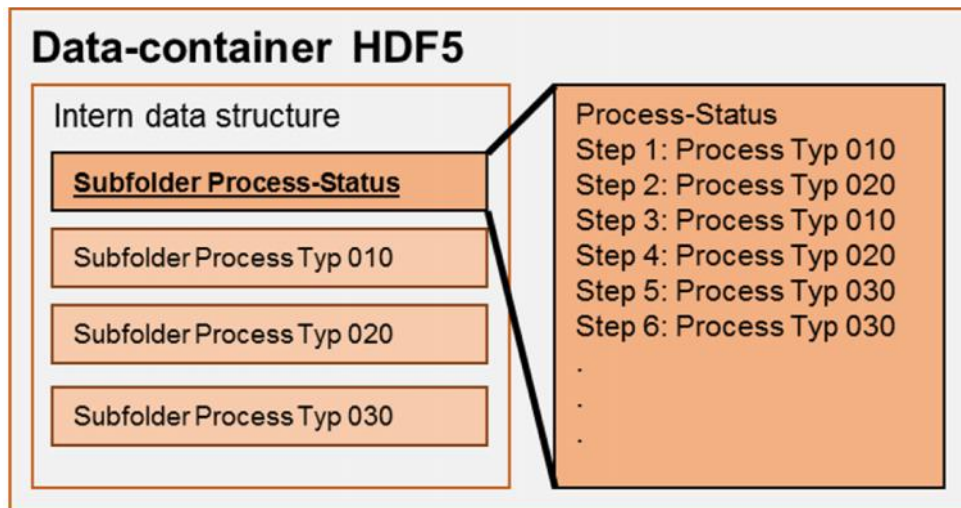 Data-container HDF5
Intern data structure
Subfolder Process-Status
Subfolder Process Typ 010
Subfolder Process Typ 020
Subfolder Process Typ 030
Process-Status
Step 1: Process Typ 010
Step 2: Process Typ 020
Step 3: Process Typ 010
Step 4: Process Typ 020
Step 5: Process Typ 030
Step 6: Process Typ 030
.
.
.